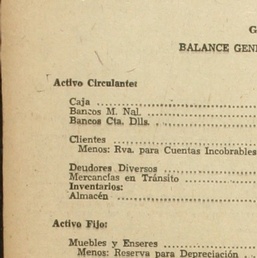 G
BALANCE GENE
Activo Circulante:
Caja ..............................
Bancos M. Nal. ....................
Bancos Cta. Dlls. .................
Clientes ..........................
Menos: Rva. para Cuentas Incobrables
Deudores Diversos .................
Mercancías en Tránsito ............
Inventarios:
Almacén ...........................
Activo Fijo:
Muebles y Enseres .................
Menos: Reserva para Depreciación ..